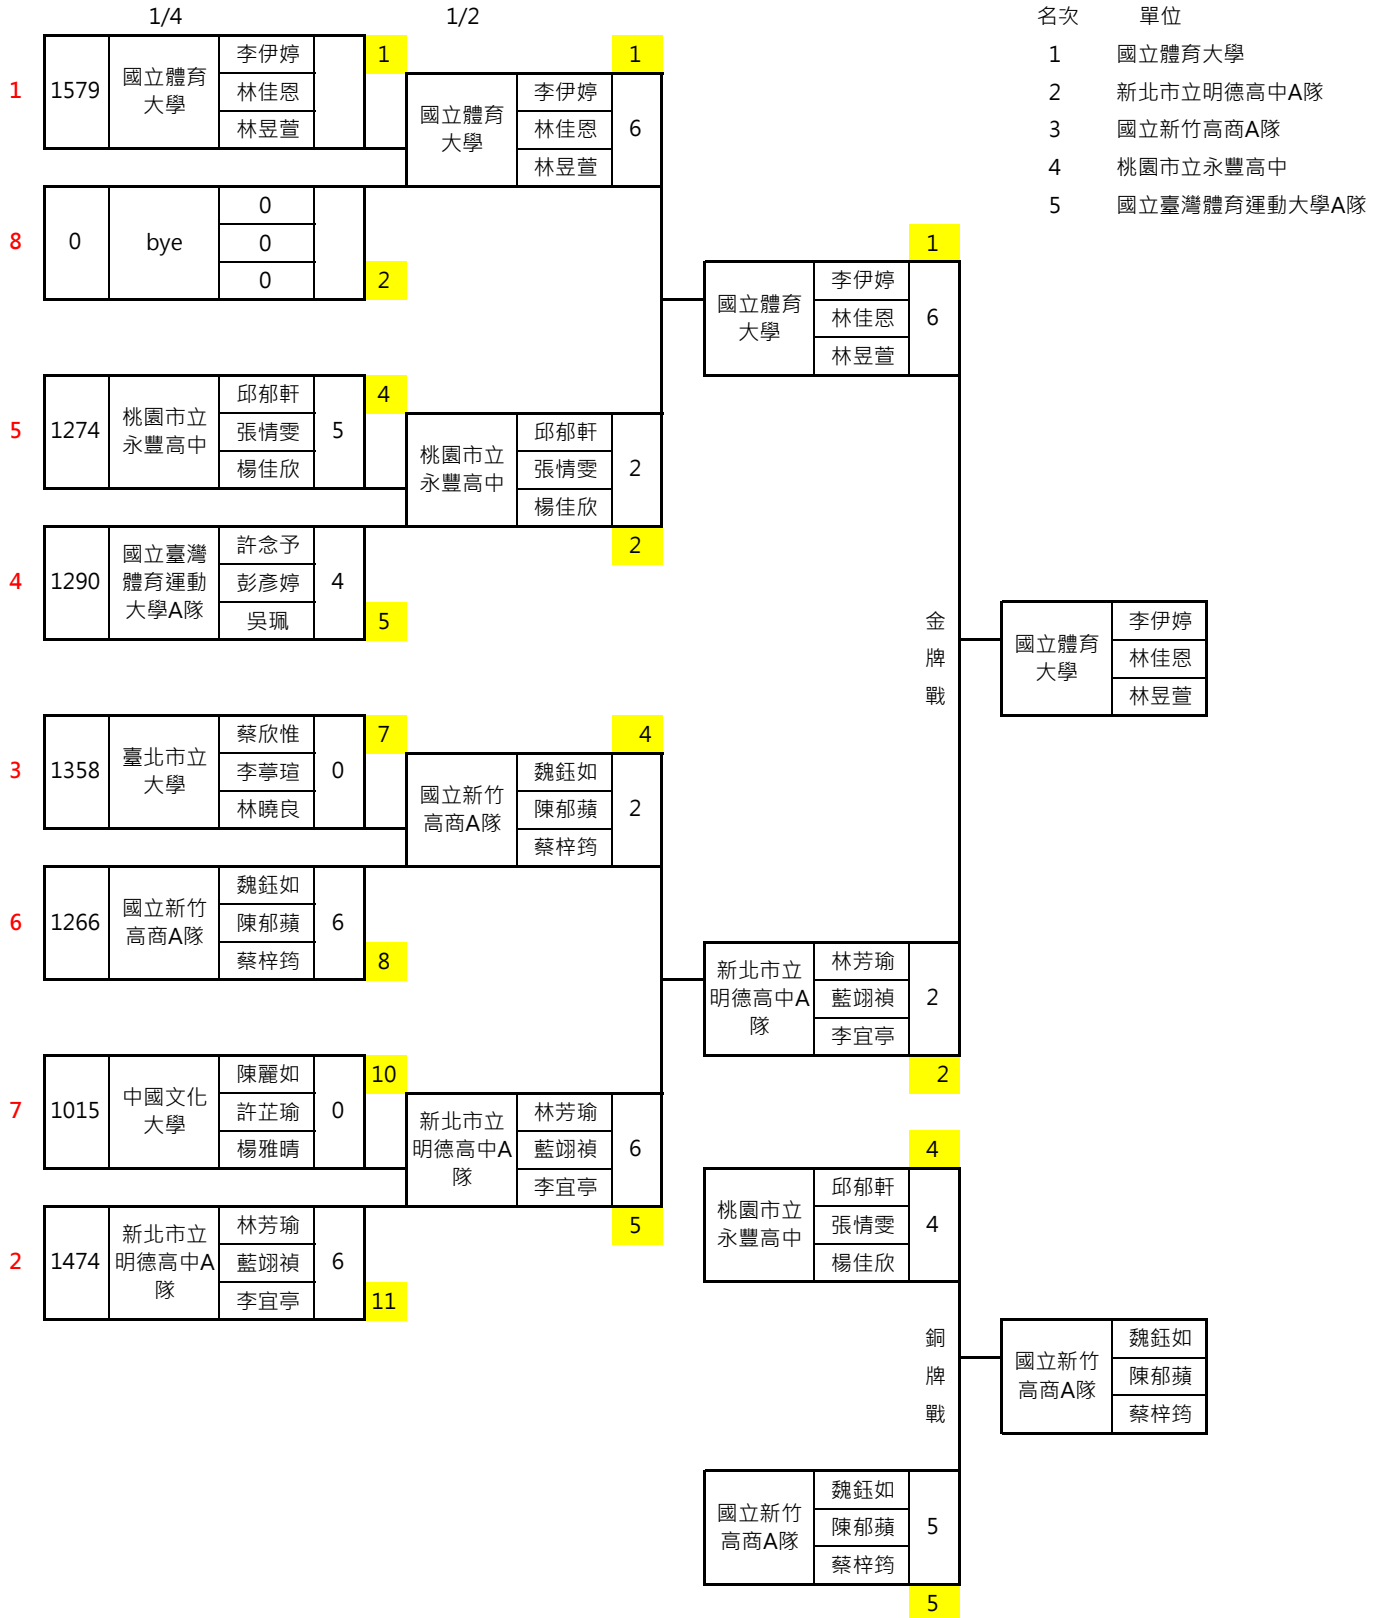 1/4
1/2
名次 單位
1 國立體育大學
2 新北市立明德高中A隊
3 國立新竹高商A隊
4 桃園市立永豐高中
5 國立臺灣體育運動大學A隊
1
1579
國立體育
大學
李伊婷
林佳恩
林昱萱
1
8
0
bye
0
0
0
2
5
1274
桃園市立
永豐高中
邱郁軒
張情雯
楊佳欣
5
4
4
1290
國立臺灣
體育運動
大學A隊
許念予
彭彥婷
吳珮
4
5
3
1358
臺北市立
大學
蔡欣惟
李葶瑄
林曉良
0
7
6
1266
國立新竹
高商A隊
魏鈺如
陳郁蘋
蔡梓筠
6
8
7
1015
中國文化
大學
陳麗如
許芷瑜
楊雅晴
0
10
2
1474
新北市立
明德高中A
隊
林芳瑜
藍翊禎
李宜亭
6
11
1
國立體育
大學
李伊婷
林佳恩
林昱萱
6
桃園市立
永豐高中
邱郁軒
張情雯
楊佳欣
2
2
4
國立新竹
高商A隊
魏鈺如
陳郁蘋
蔡梓筠
2
新北市立
明德高中A
隊
林芳瑜
藍翊禎
李宜亭
6
5
1
國立體育
大學
李伊婷
林佳恩
林昱萱
6
金
牌
戰
新北市立
明德高中A
隊
林芳瑜
藍翊禎
李宜亭
2
2
國立體育
大學
李伊婷
林佳恩
林昱萱
4
桃園市立
永豐高中
邱郁軒
張情雯
楊佳欣
4
銅
牌
戰
國立新竹
高商A隊
魏鈺如
陳郁蘋
蔡梓筠
5
5
國立新竹
高商A隊
魏鈺如
陳郁蘋
蔡梓筠